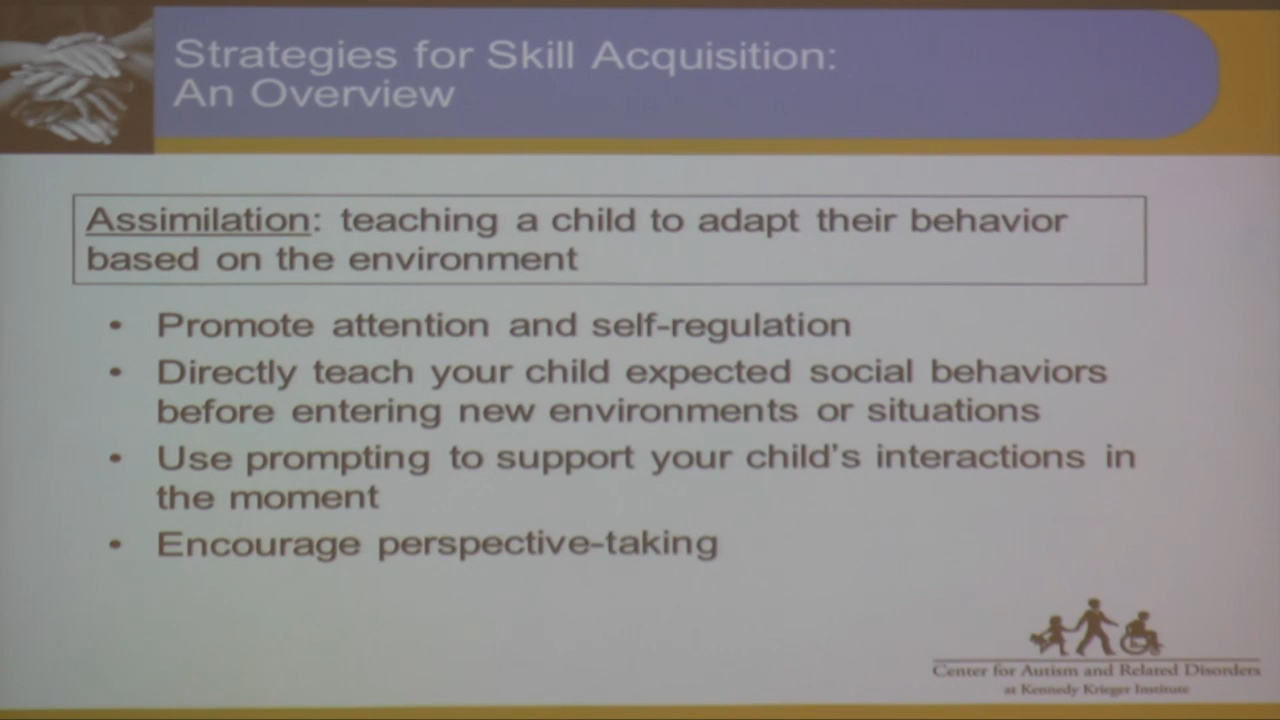 Strategies for Skill Acquisition:
An Overview
Assimilation: teaching a child to adapt their behavior
based on the environment
• Promote attention and self-regulation
• Directly teach your child expected social behaviors
before entering new environments or situations
• Use prompting to support your child's interactions in
the moment
• Encourage perspective-taking
Center for Autism and Related Disorders
at Kennedy Krieger Institute